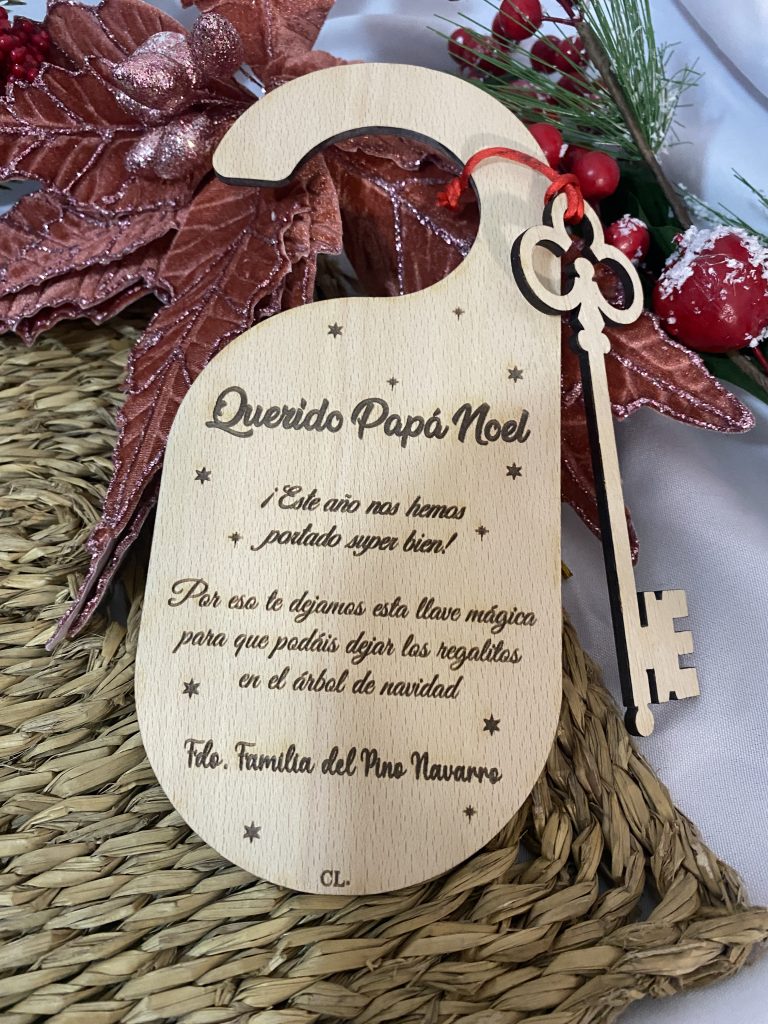 Querido Papá Noel
¡Este año nos hemos
portado super bien!
Por eso te dejamos esta llave mágica
para que podáis dejar los regalitos
en el árbol de navidad
Fdo. Familia del Pino Navarro
CL.